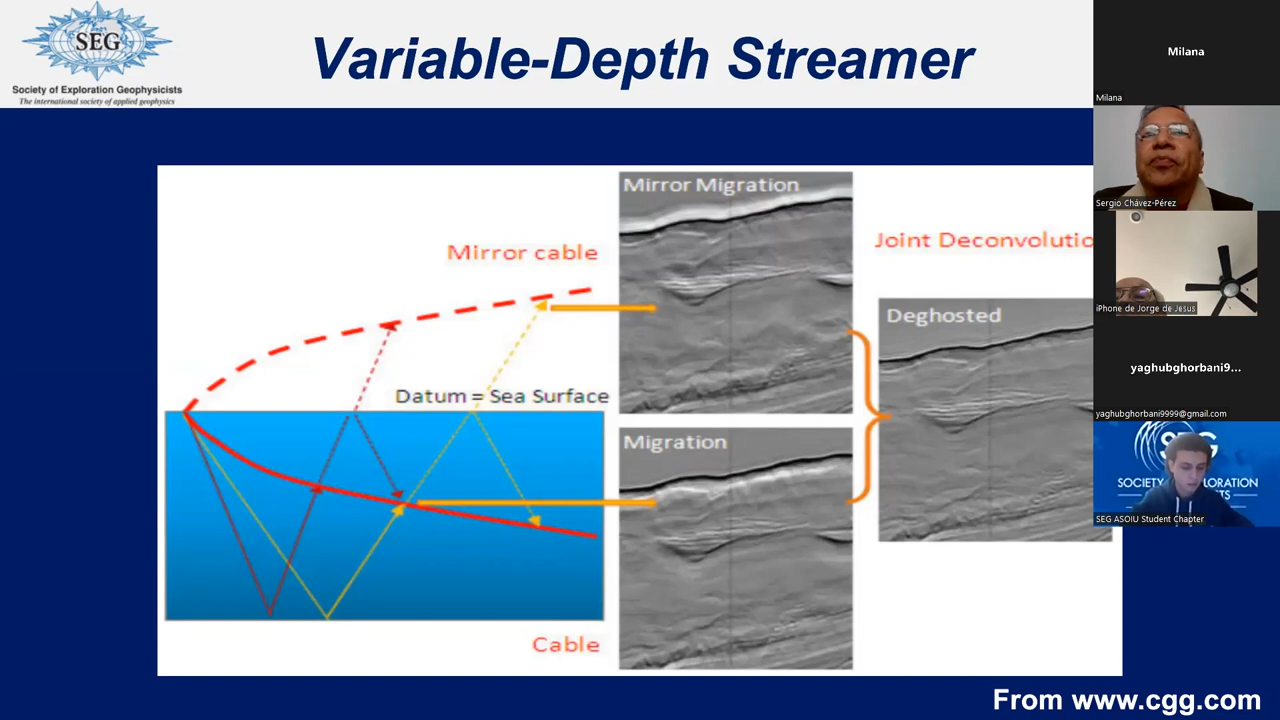 Variable-Depth Streamer
SEG
Society of Exploration Geophysicists
The international society of applied geophysics
Mirror cable
Datum = Sea Surface
Cable
Mirror Migration
Migration
Joint Deconvolutio
Deghosted
From www.cgg.com
Milana
Milana
Sergio Chávez-Pérez
iPhone de Jorge de Jesus
yaghubghorbani9...
yaghubghorbani9999@gmail.com
SEG
SOCIETY
SEG ASOIU Student Chapter